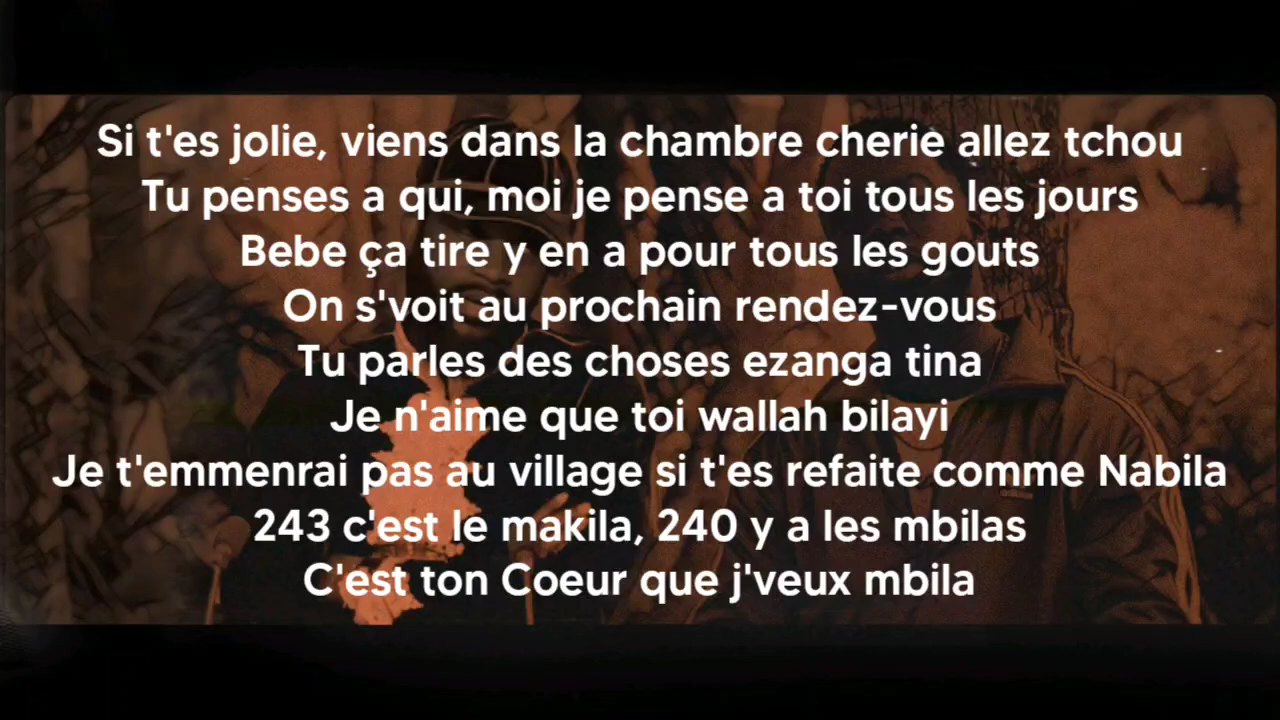 Si t'es jolie, viens dans la chambre cherie allez tchou
Tu penses a qui, moi je pense a toi tous les jours
Bebe ça tire y en a pour tous les gouts
On s'voit au prochain rendez-vous
Tu parles des choses ezanga tina
Je n'aime que toi wallah bilayi
Je t'emmenrai pas au village si t'es refaite comme Nabila
243 c'est le makila, 240 y a les mbilas
C'est ton Coeur que j'veux mbila